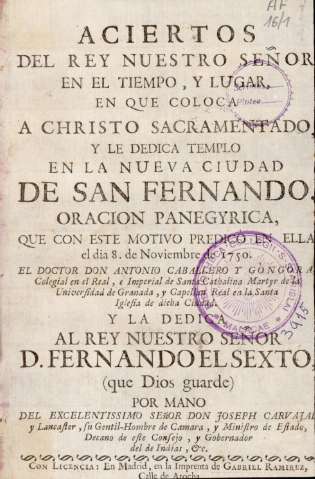 AF
16/1
ACIERTOS
DEL REY NUESTRO SEÑOR
EN EL TIEMPO, Y LUGAR,
EN QUE COLOCA
A CHRISTO SACRAMENTADO,
Y LE DEDICA TEMPLO
EN LA NUEVA CIUDAD
DE SAN FERNANDO,
ORACION PANEGYRICA,
QUE CON ESTE MOTIVO PREDICÒ EN ELLA
el dia 8. de Noviembre de 1750.
EL DOCTOR DON ANTONIO CABALLERO Y GONGORA,
Colegial en el Real, e Imperial de Santa Cathalina Martyr de la
Universidad de Granada, y Capellan Real en la Santa
Iglesia de dicha Ciudad.
Y LA DEDICA
AL REY NUESTRO SEÑOR
D. FERNANDO EL SEXTO,
(que Dios guarde)
POR MANO
DEL EXCELENTISSIMO SEÑOR DON JOSEPH CARVAJAL
y Lancaster, su Gentil-Hombre de Camara, y Ministro de Estado,
Decano de este Consejo, y Governador
del de Indias, &c.
CON LICENCIA: En Madrid, en la Imprenta de GABRIEL RAMIREZ,
Calle de Atocha
3975